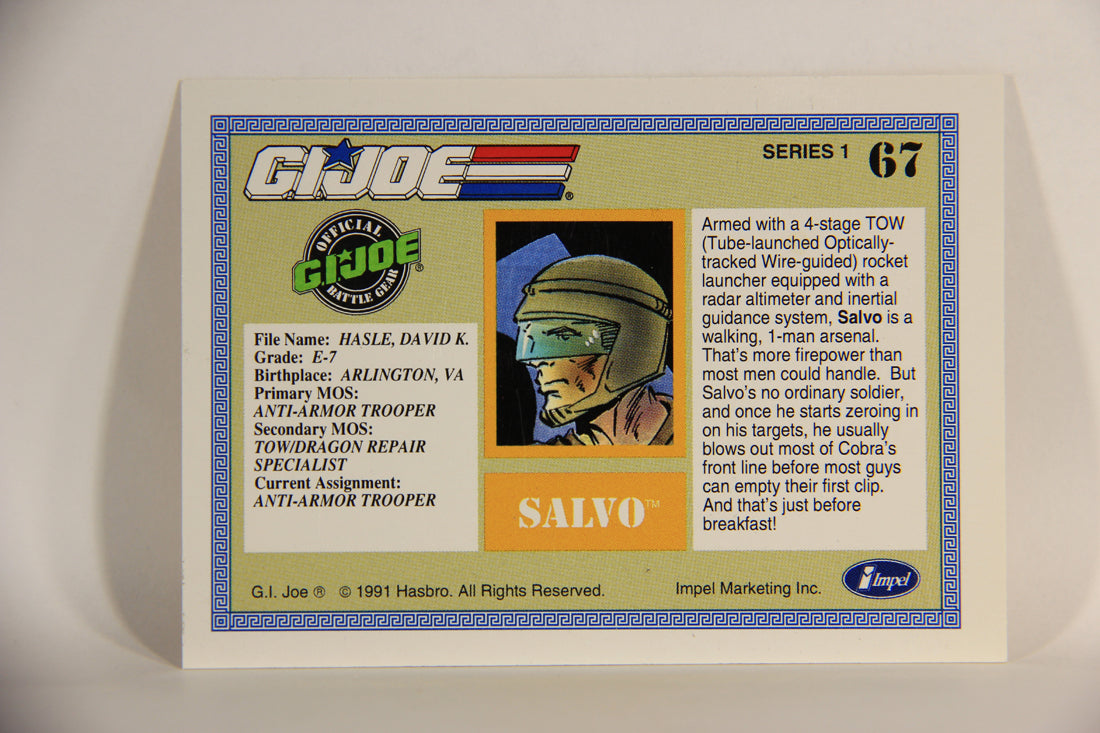 G.I.JOE ®
SERIES 1 67
OFFICIAL
G.I.JOE ®
BATTLE GEAR
File Name: HASLE, DAVID K.
Grade: E-7
Birthplace: ARLINGTON, VA
Primary MOS:
ANTI-ARMOR TROOPER
Secondary MOS:
TOW/DRAGON REPAIR
SPECIALIST
Current Assignment:
ANTI-ARMOR TROOPER
SALVO™
Armed with a 4-stage TOW
(Tube-launched Optically-
tracked Wire-guided) rocket
launcher equipped with a
radar altimeter and inertial
guidance system, Salvo is a
walking, 1-man arsenal.
That's more firepower than
most men could handle. But
Salvo's no ordinary soldier,
and once he starts zeroing in
on his targets, he usually
blows out most of Cobra's
front line before most guys
can empty their first clip.
And that's just before
breakfast!
G.I. Joe ® © 1991 Hasbro. All Rights Reserved.
Impel Marketing Inc.
Impel